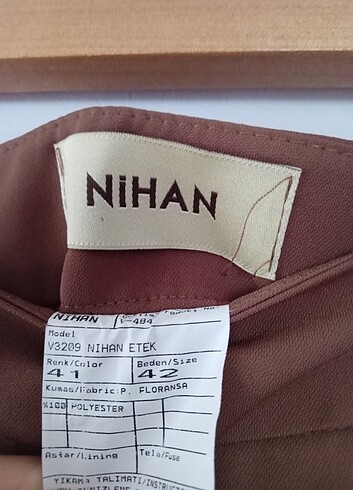 NiHAN
NIHAN
V-484
Model
V3209 NIHAN ETEK
Renk/Color
Beden/Size
41
42
Kumas/Fabric: P. FLORANSA
%100 POLYESTER
Astar/Lining
Tela/Fuse
YIKAMA TALIMATI/INSTRUCT